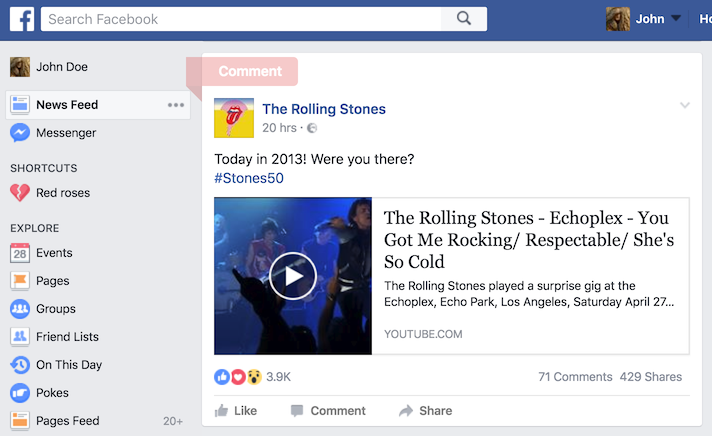 Search Facebook
John
Ho
John Doe
News Feed
Messenger
SHORTCUTS
Red roses
EXPLORE
28 Events
Pages
Groups
Friend Lists
On This Day
Pokes
Pages Feed 20+
Comment
The Rolling Stones
20 hrs ·
Today in 2013! Were you there?
#Stones50
The Rolling Stones - Echoplex - You
Got Me Rocking/ Respectable/ She's
So Cold
The Rolling Stones played a surprise gig at the
Echoplex, Echo Park, Los Angeles, Saturday April 27...
YOUTUBE.COM
3.9K
71 Comments 429 Shares
Like Comment Share